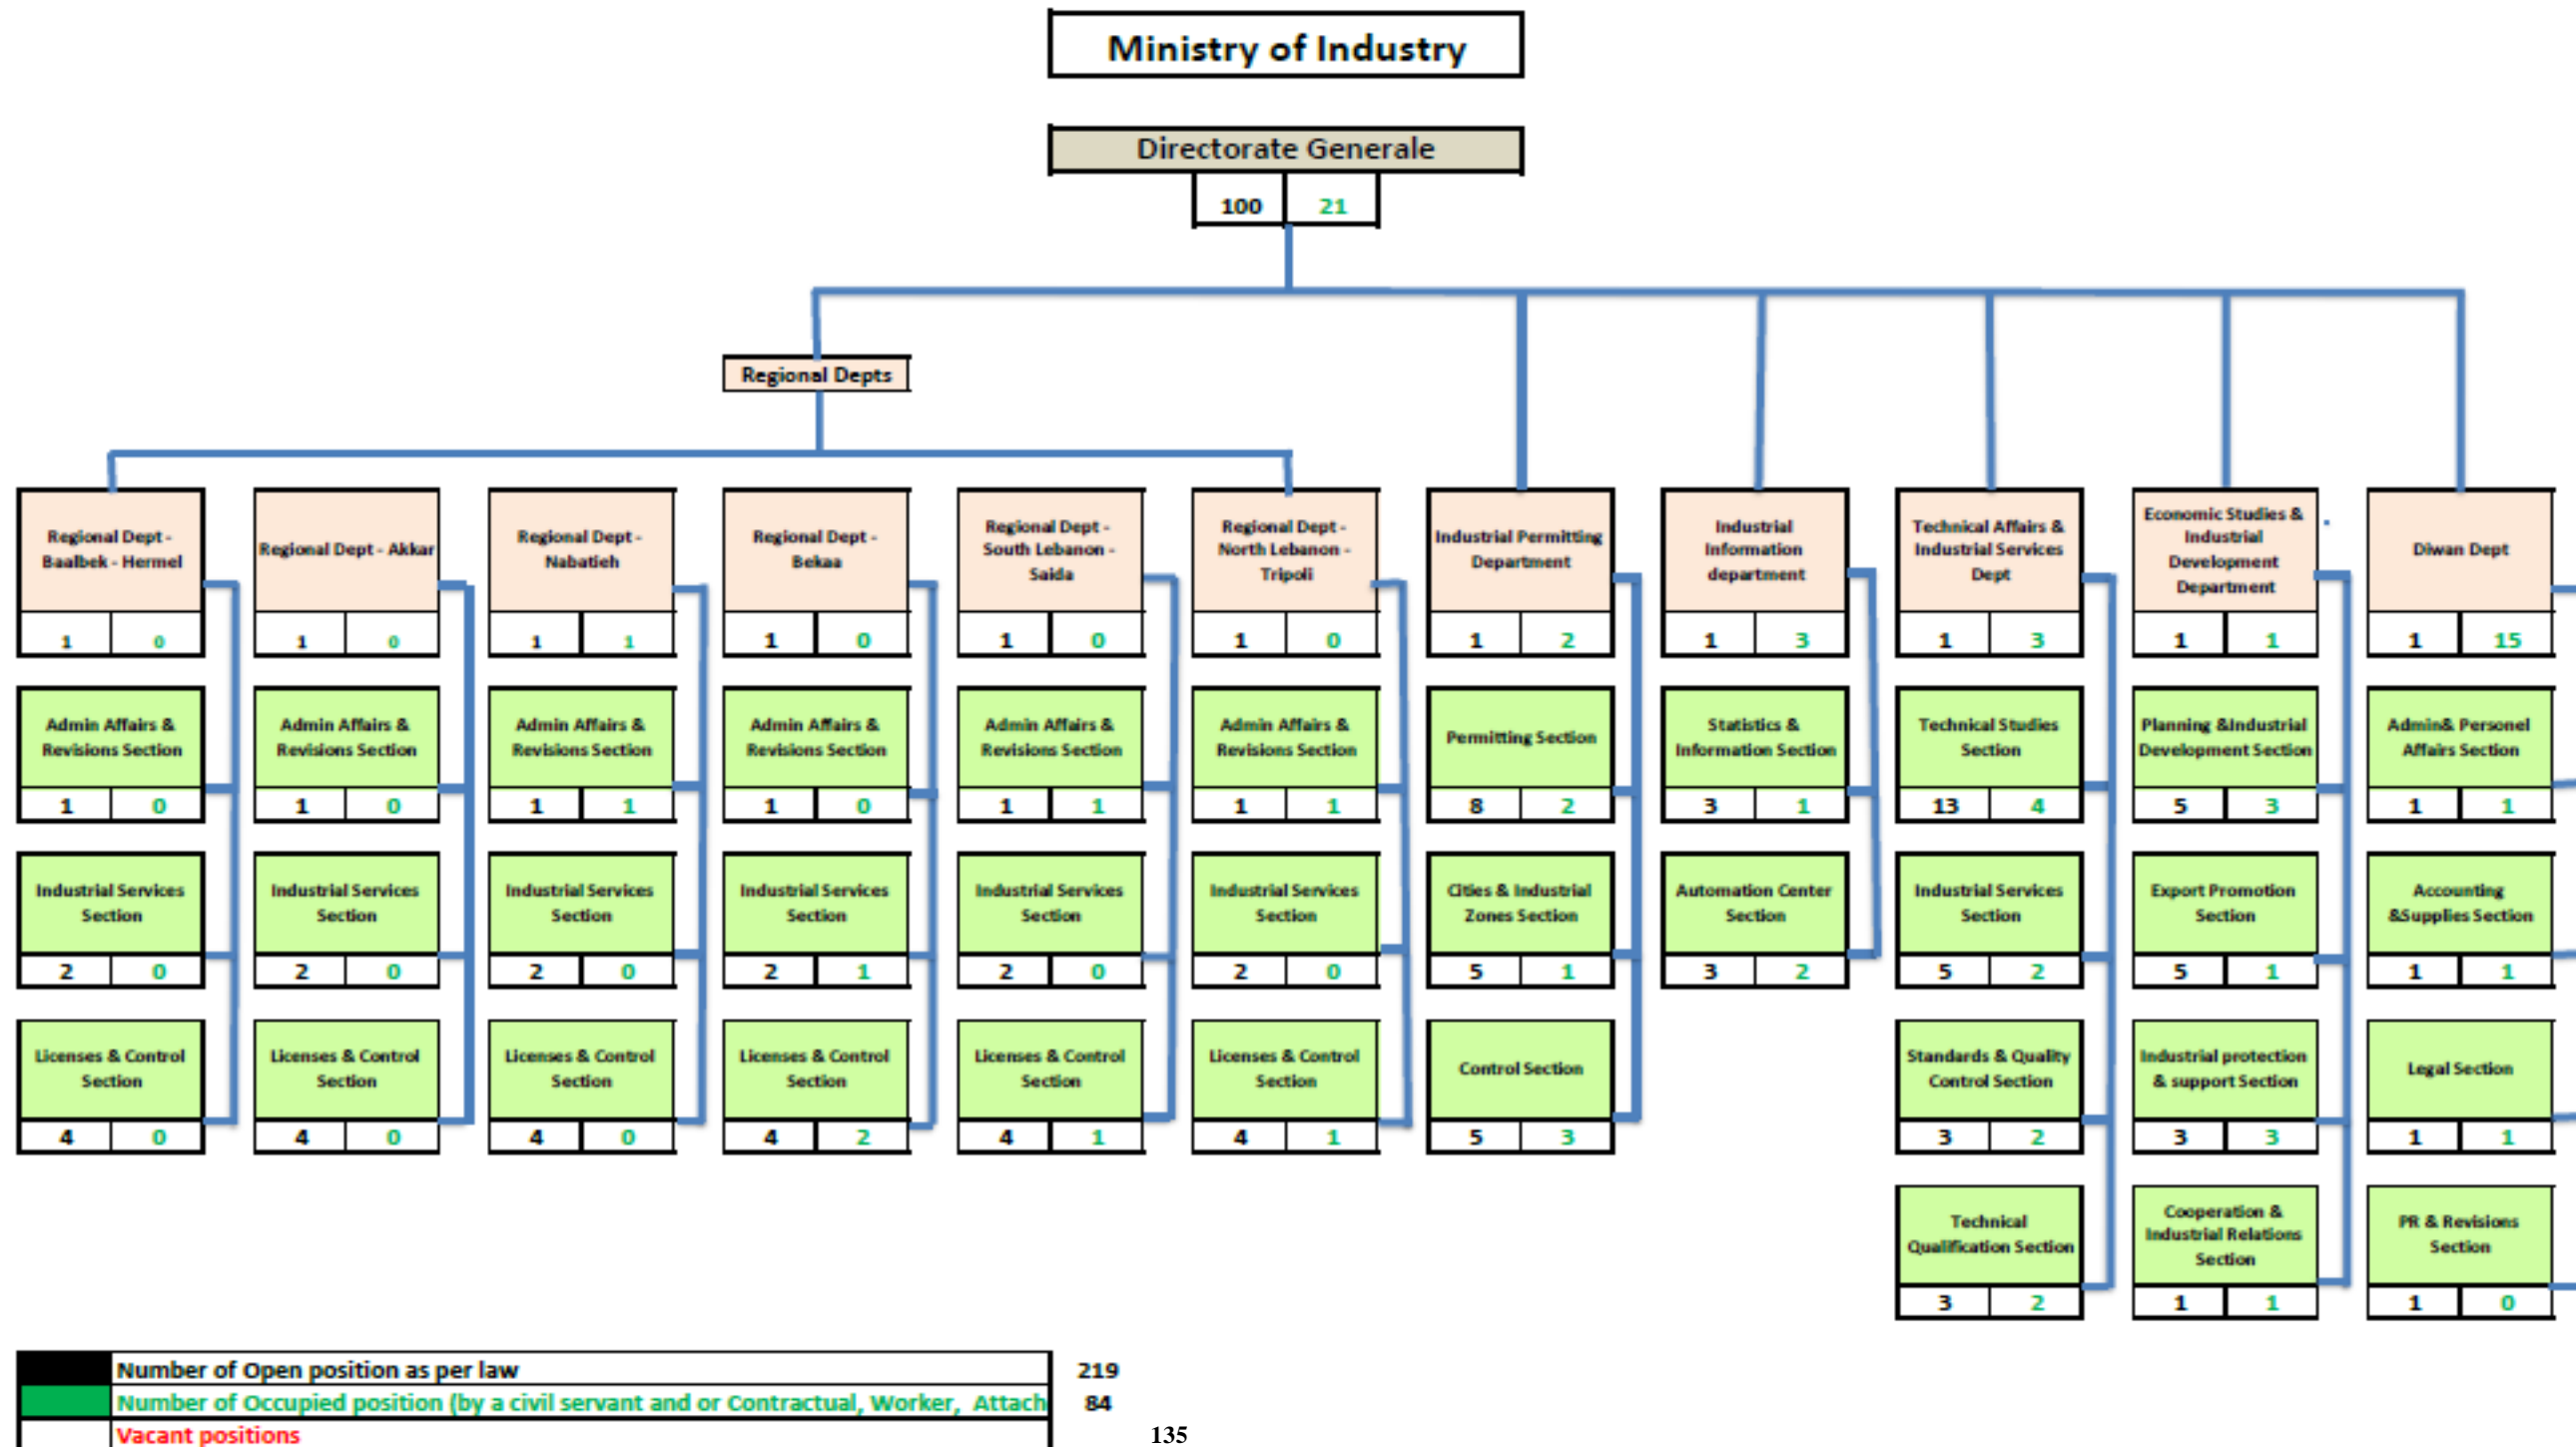 Ministry of Industry
Directorate Generale
100 21
Regional Depts
Regional Dept -
Baalbek - Hermel
1 0
Admin Affairs &
Revisions Section
1 0
Industrial Services
Section
2 0
Licenses & Control
Section
4 0
Regional Dept - Akkar
1 0
Admin Affairs &
Revisions Section
1 0
Industrial Services
Section
2 0
Licenses & Control
Section
4 0
Regional Dept -
Nabatieh
1 1
Admin Affairs &
Revisions Section
1 1
Industrial Services
Section
2 0
Licenses & Control
Section
4 0
Regional Dept -
Bekaa
1 0
Admin Affairs &
Revisions Section
1 0
Industrial Services
Section
2 1
Licenses & Control
Section
4 2
Regional Dept -
South Lebanon -
Saida
1 0
Admin Affairs &
Revisions Section
1 1
Industrial Services
Section
2 0
Licenses & Control
Section
4 1
Regional Dept -
North Lebanon -
Tripoli
1 0
Admin Affairs &
Revisions Section
1 1
Industrial Services
Section
2 0
Licenses & Control
Section
4 1
Industrial Permitting
Department
1 2
Permitting Section
8 2
Cities & Industrial
Zones Section
5 1
Control Section
5 3
Industrial
Information
department
1 3
Statistics &
Information Section
3 1
Automation Center
Section
3 2
Technical Affairs &
Industrial Services
Dept
1 3
Technical Studies
Section
13 4
Industrial Services
Section
5 2
Standards & Quality
Control Section
3 2
Technical
Qualification Section
3 2
Economic Studies &
Industrial
Development
Department
1 1
Planning &Industrial
Development Section
5 3
Export Promotion
Section
5 1
Industrial protection
& support Section
3 3
Cooperation &
Industrial Relations
Section
1 1
Diwan Dept
1 15
Admin& Personel
Affairs Section
1 1
Accounting
&Supplies Section
1 1
Legal Section
1 1
PR & Revisions
Section
1 0
Number of Open position as per law 219
Number of Occupied position (by a civil servant and or Contractual, Worker, Attach 84
Vacant positions 135